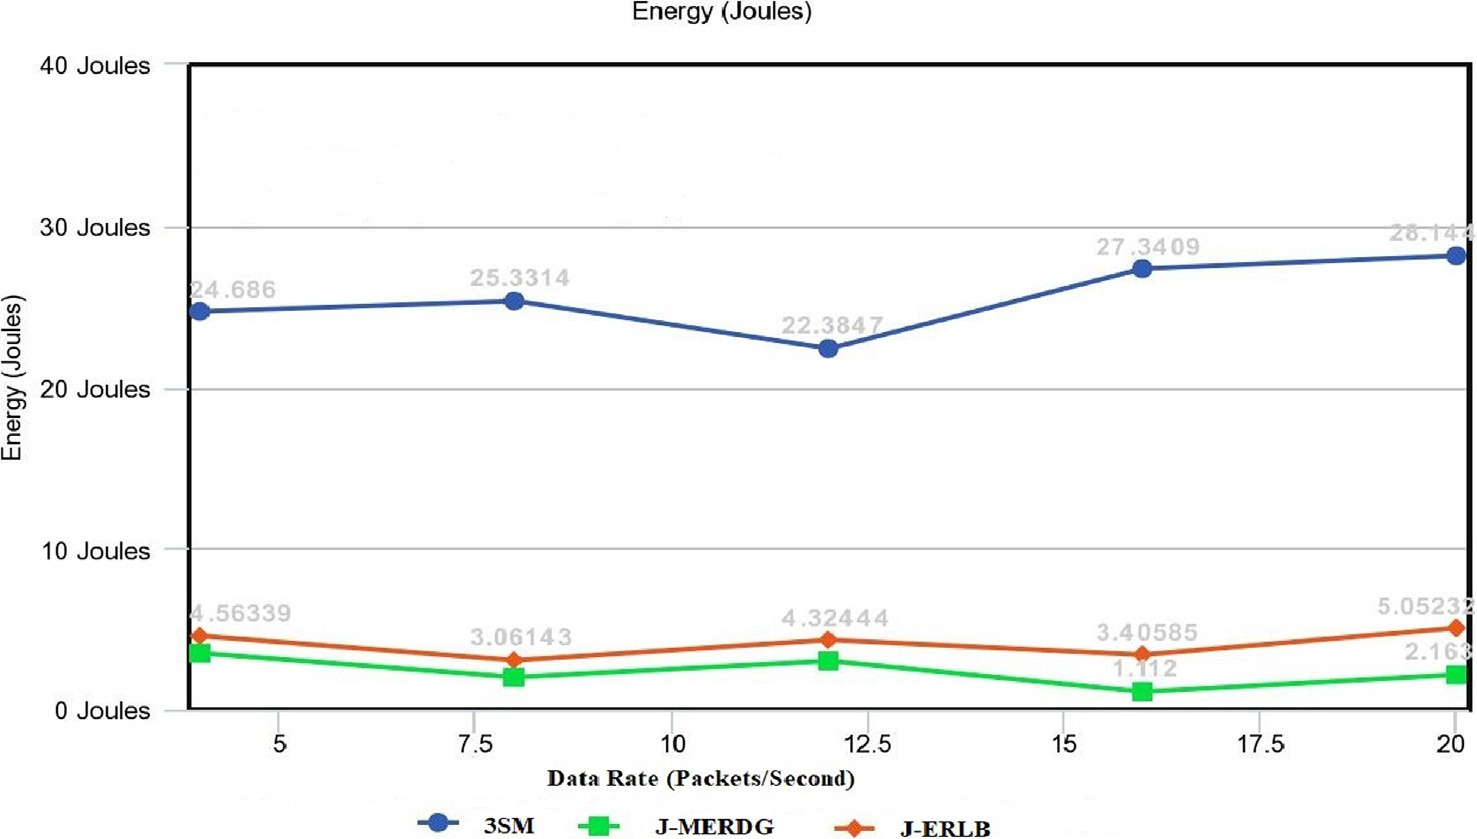 Energy (Joules)
40 Joules
30 Joules
20 Joules
10 Joules
0 Joules
Energy (Joules)
24.686
25.3314
22.3847
27.3409
28.144
4.56339
3.06143
4.32444
3.40585
5.05232
1.112
2.163
5
7.5
10
12.5
15
17.5
20
Data Rate (Packets/Second)
3SM
J-MERDG
J-ERLB